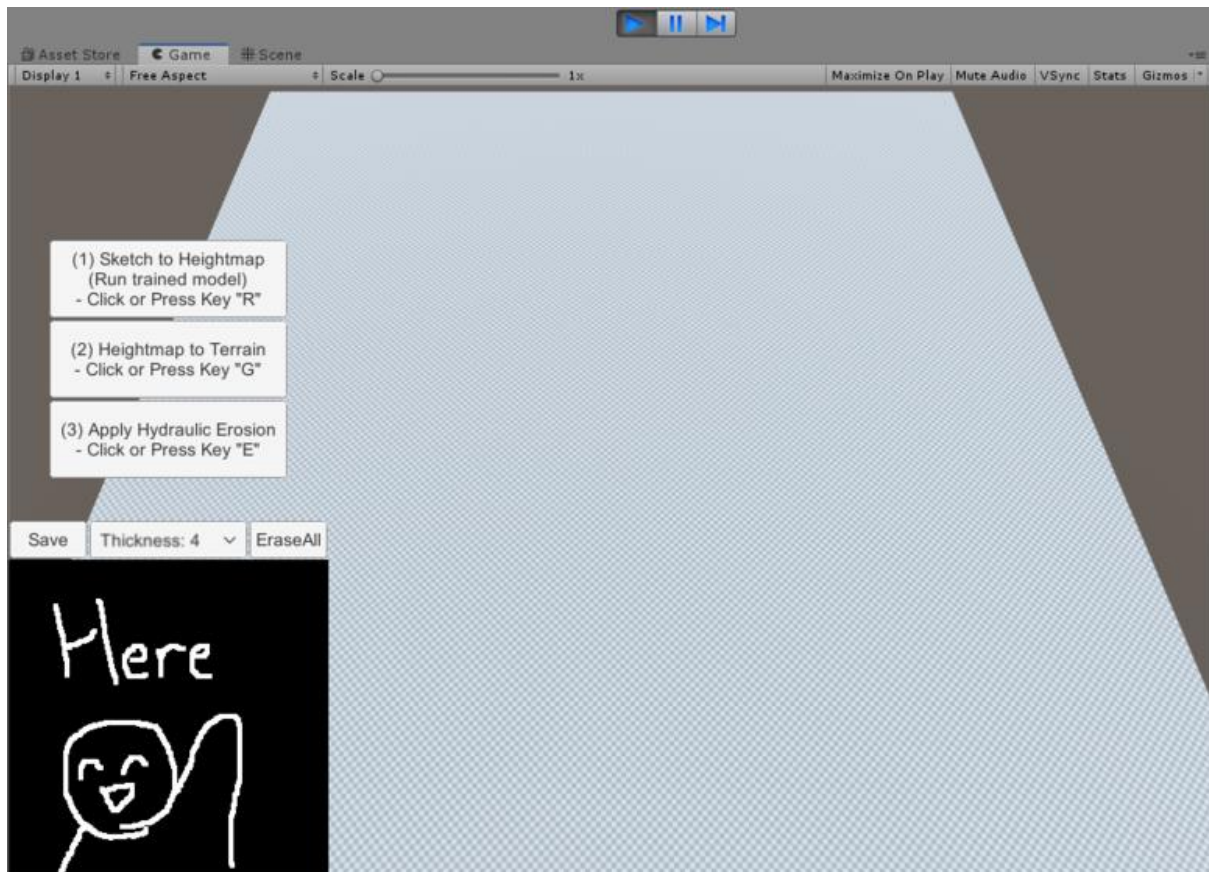 Asset Store Game Scene
Display 1 Free Aspect Scale 1x Maximize On Play Mute Audio VSync Stats Gizmos
(1) Sketch to Heightmap
(Run trained model)
- Click or Press Key "R"
(2) Heightmap to Terrain
- Click or Press Key "G"
(3) Apply Hydraulic Erosion
- Click or Press Key "E"
Save Thickness: 4 EraseAll
Here